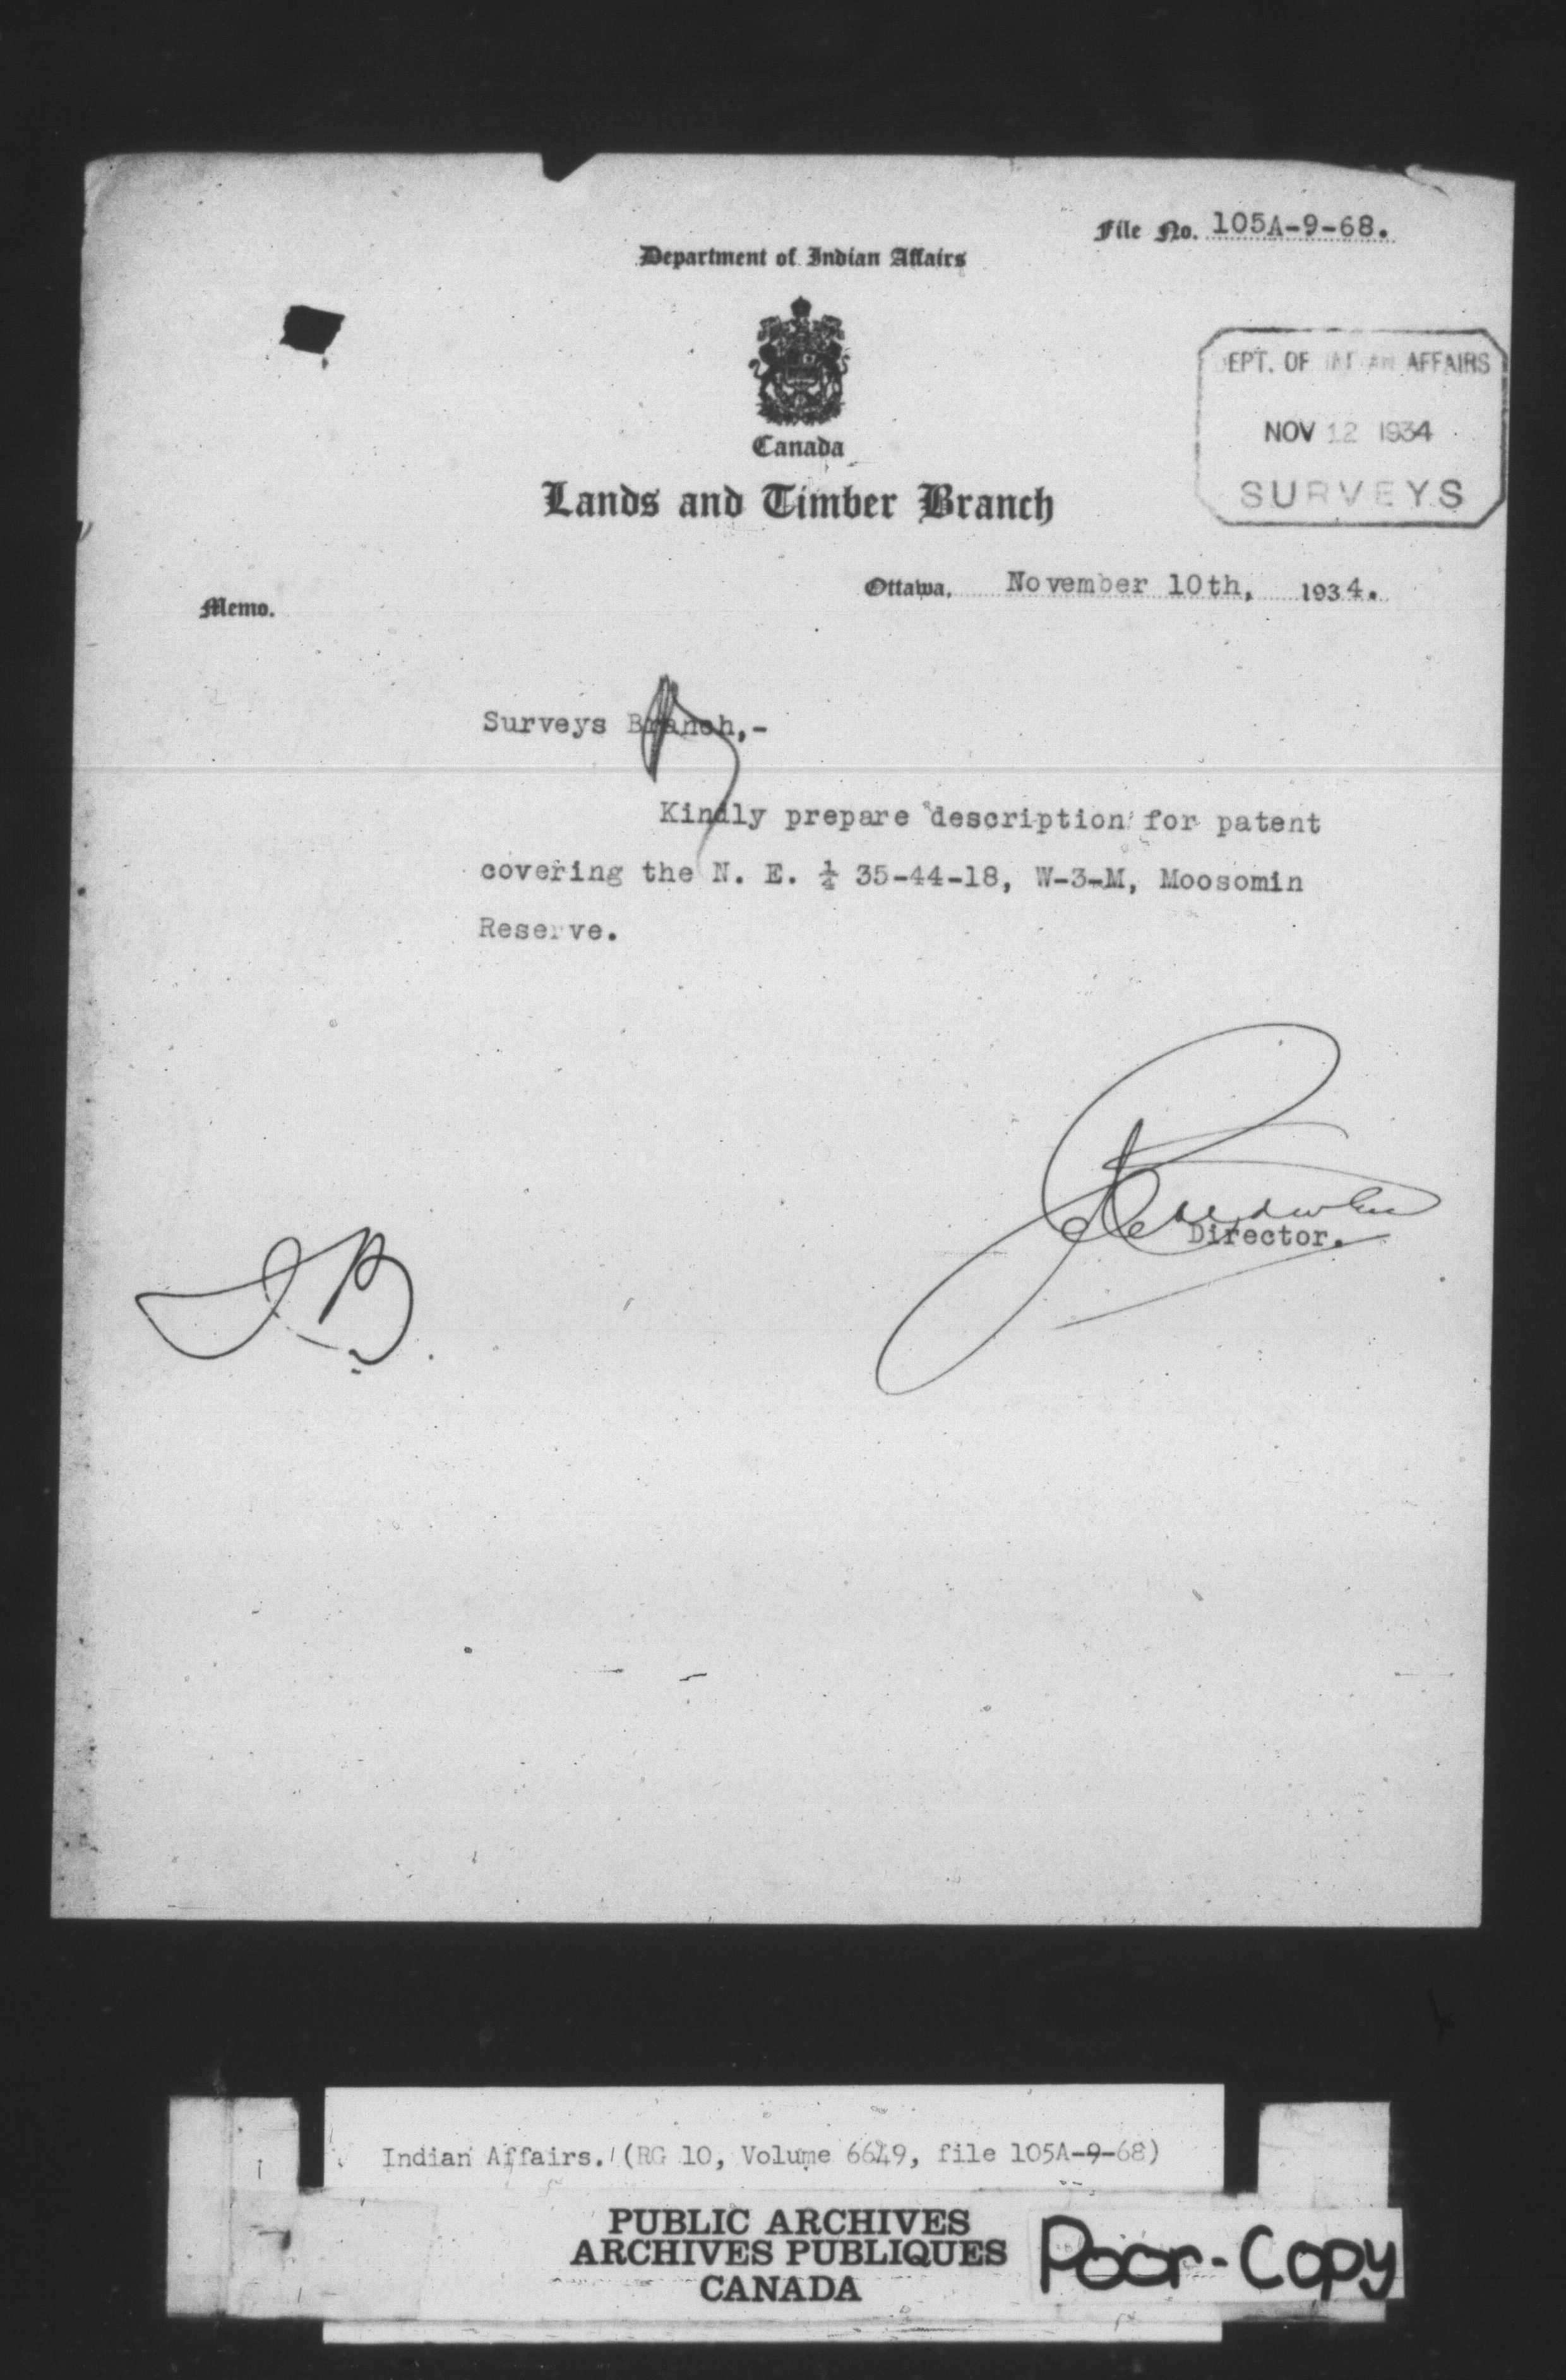 File No. 105A-9-68.
Department of Indian Affairs
Canada
Lands and Timber Branch
DEPT. OF INDIAN AFFAIRS
NOV 12 1934
SURVEYS
Ottawa, November 10th, 1934.
Memo.
Surveys Branch,-
Kindly prepare description for patent
covering the N. E. ¼ 35-44-18, W-3-M, Moosomin
Reserve.
Director.
Indian Affairs. (RG 10, Volume 6649, file 105A-9-68)
PUBLIC ARCHIVES
ARCHIVES PUBLIQUES
CANADA
Poor-Copy